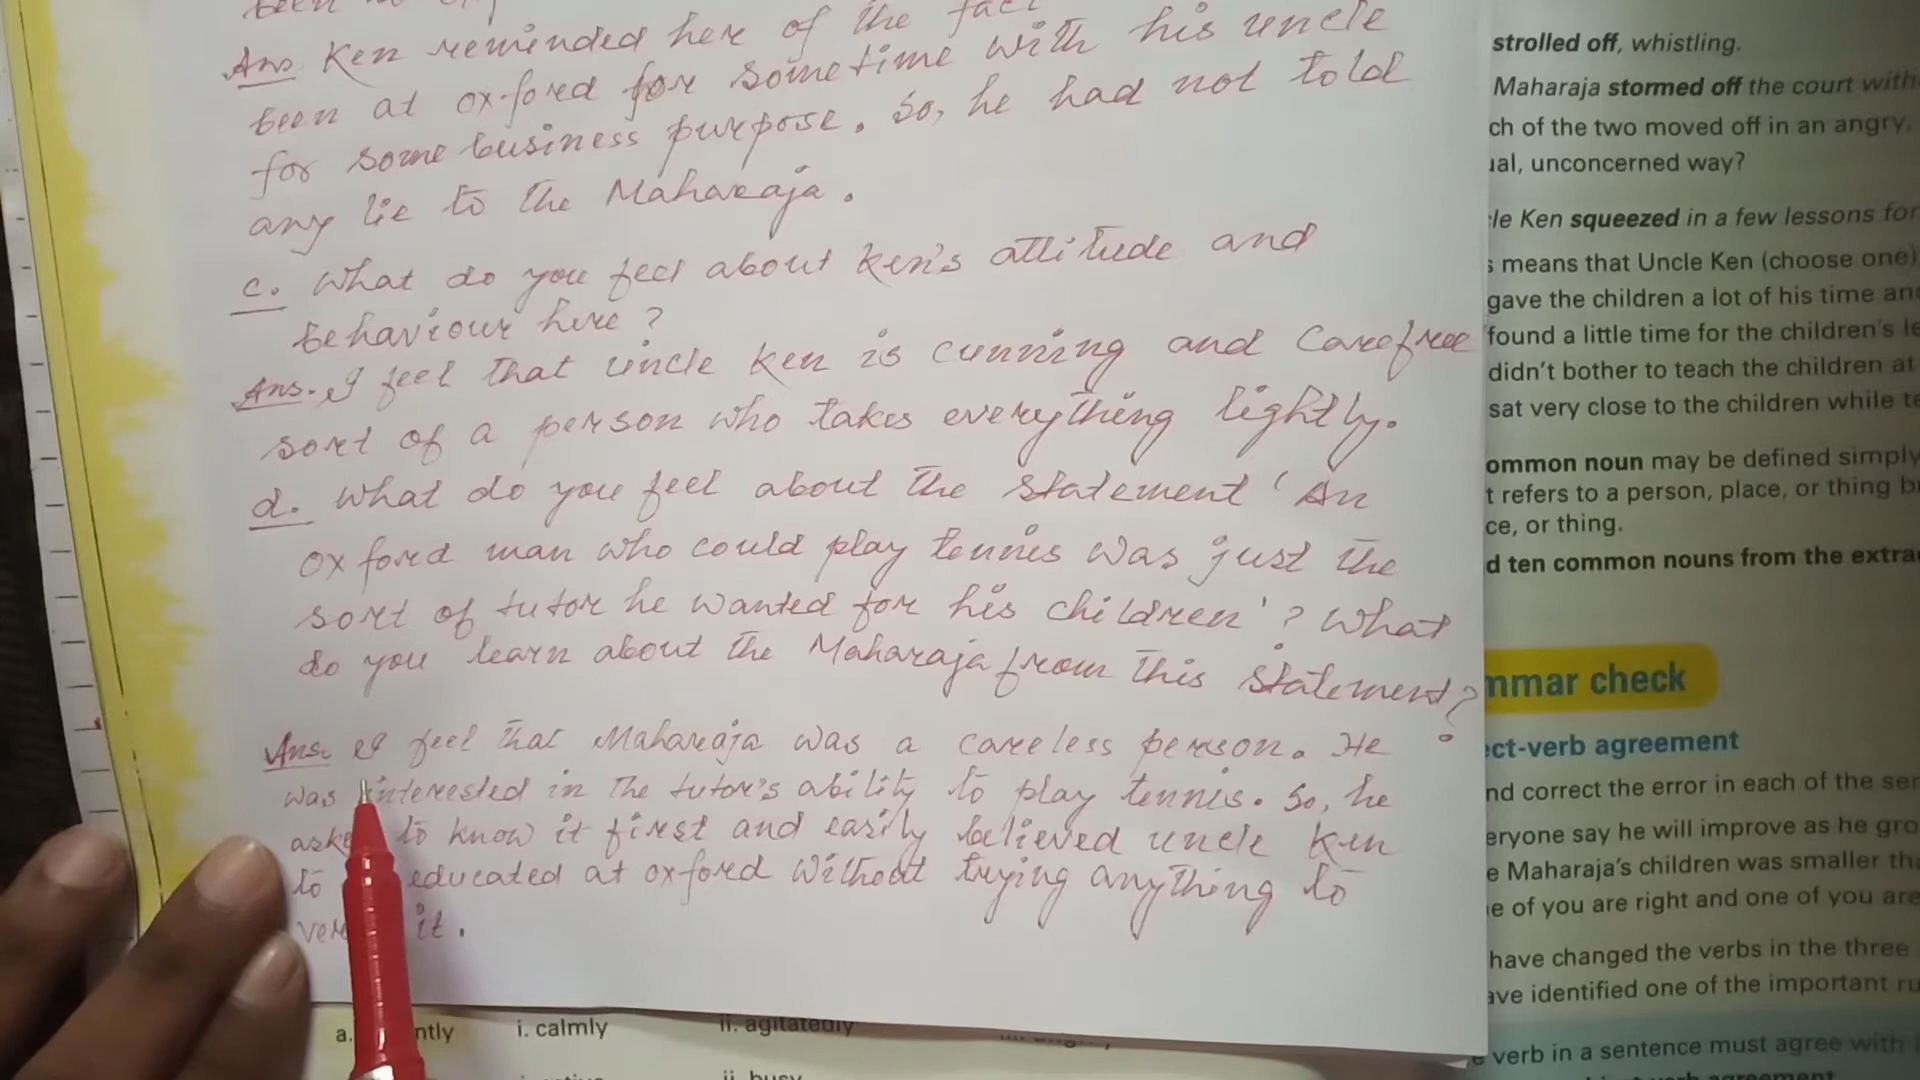 Ans. Ken reminded here of the fact
been at oxford for sometime with his uncle
for some business purpose. So, he had not told
any lie to the Maharaja.
c. What do you feel about Ken's attitude and
behaviour here?
Ans. I feel that uncle Ken is cunning and Carefree
sort of a person who takes everything lightly.
d. What do you feel about the statement 'An
oxford man who could play tennis was just the
sort of tutor he wanted for his children'? What
do you learn about the Maharaja from this statement?
Ans. I feel that Maharaja was a careless person. He
was interested in the tutor's ability to play tennis. So, he
aske to know it first and easily believed uncle Ken
to educated at oxford without trying anything to
it.
strolled off, whistling.
Maharaja stormed off the court with
ch of the two moved off in an angry,
ual, unconcerned way?
le Ken squeezed in a few lessons for
s means that Uncle Ken (choose one)
gave the children a lot of his time and
found a little time for the children's le
didn't bother to teach the children at
sat very close to the children while te
ommon noun may be defined simply
t refers to a person, place, or thing b
ce, or thing.
d ten common nouns from the extra
mmar check
ect-verb agreement
nd correct the error in each of the sen
eryone say he will improve as he gro
e Maharaja's children was smaller tha
e of you are right and one of you are
have changed the verbs in the three
ave identified one of the important ru
verb in a sentence must agree with
a. ntly i. calmly ii. agitatedly
ii. busy